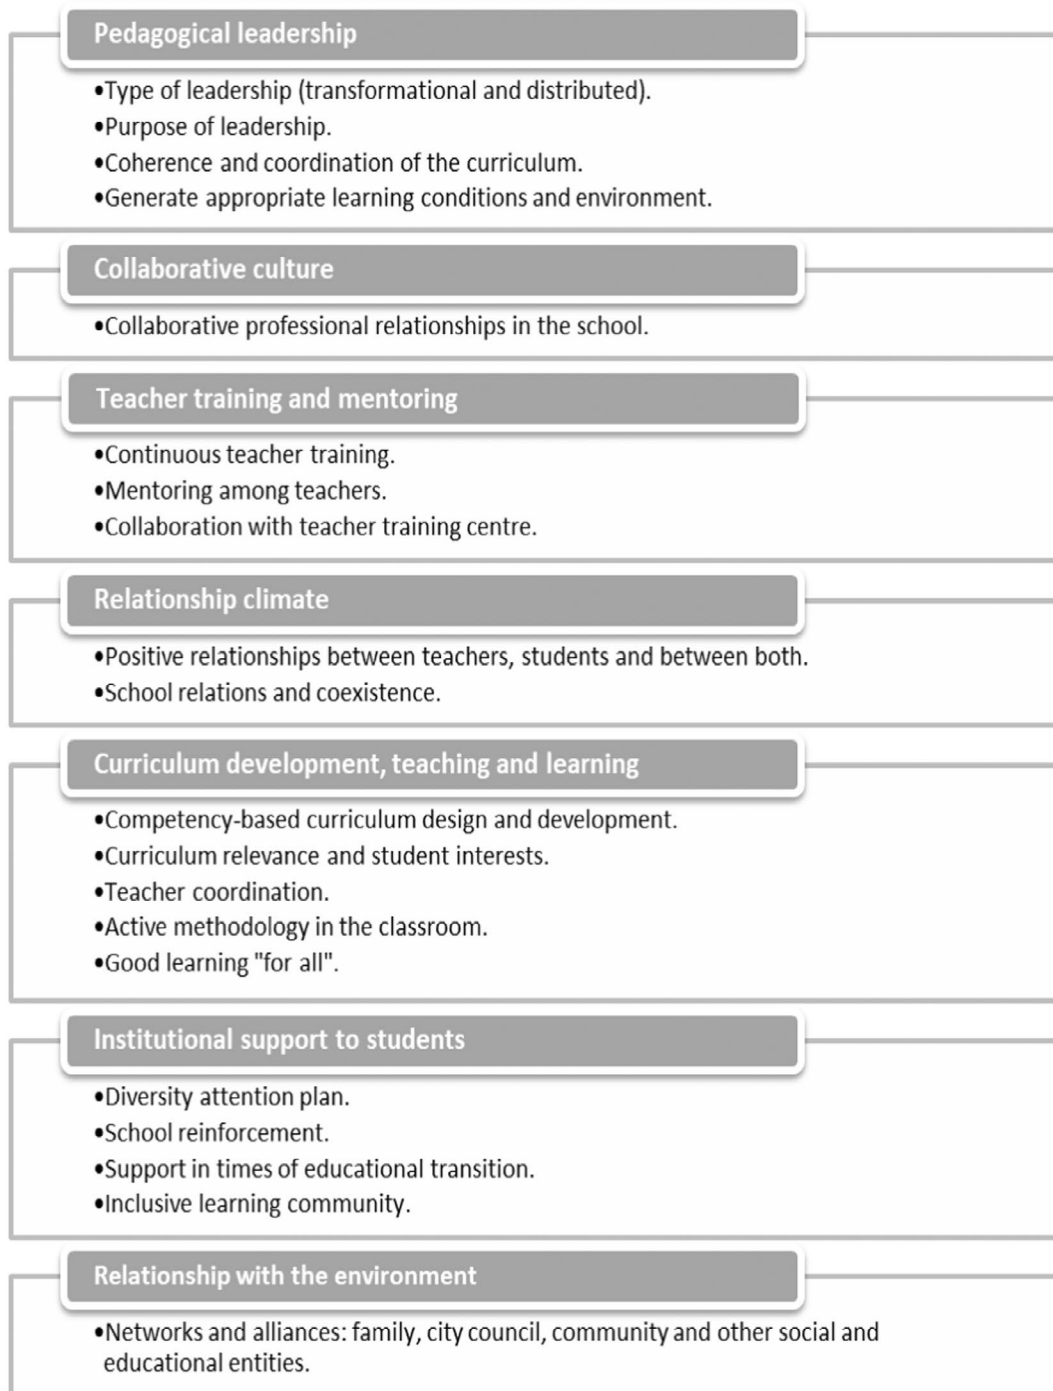 Pedagogical leadership
•Type of leadership (transformational and distributed).
•Purpose of leadership.
•Coherence and coordination of the curriculum.
•Generate appropriate learning conditions and environment.
Collaborative culture
•Collaborative professional relationships in the school.
Teacher training and mentoring
•Continuous teacher training.
•Mentoring among teachers.
•Collaboration with teacher training centre.
Relationship climate
•Positive relationships between teachers, students and between both.
•School relations and coexistence.
Curriculum development, teaching and learning
•Competency-based curriculum design and development.
•Curriculum relevance and student interests.
•Teacher coordination.
•Active methodology in the classroom.
•Good learning "for all".
Institutional support to students
•Diversity attention plan.
•School reinforcement.
•Support in times of educational transition.
•Inclusive learning community.
Relationship with the environment
•Networks and alliances: family, city council, community and other social and
educational entities.